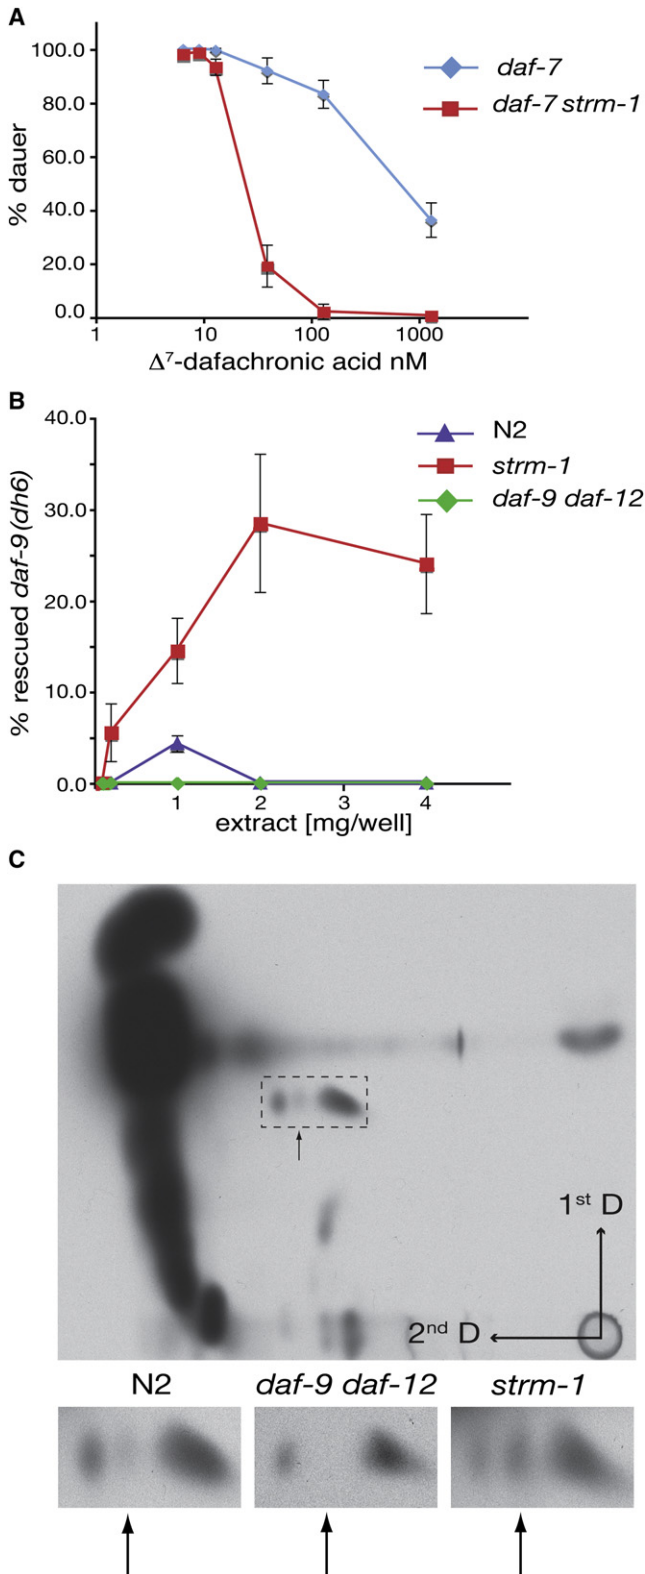 A
100.0
80.0
60.0
40.0
20.0
0.0
% dauer
1 10 100 1000
Δ⁷-dafachronic acid nM
daf-7
daf-7 strm-1
B
40.0
30.0
20.0
10.0
0.0
% rescued daf-9(dh6)
1 2 3 4
extract [mg/well]
N2
strm-1
daf-9 daf-12
C
1ˢᵗ D
2ⁿᵈ D
N2 daf-9 daf-12 strm-1